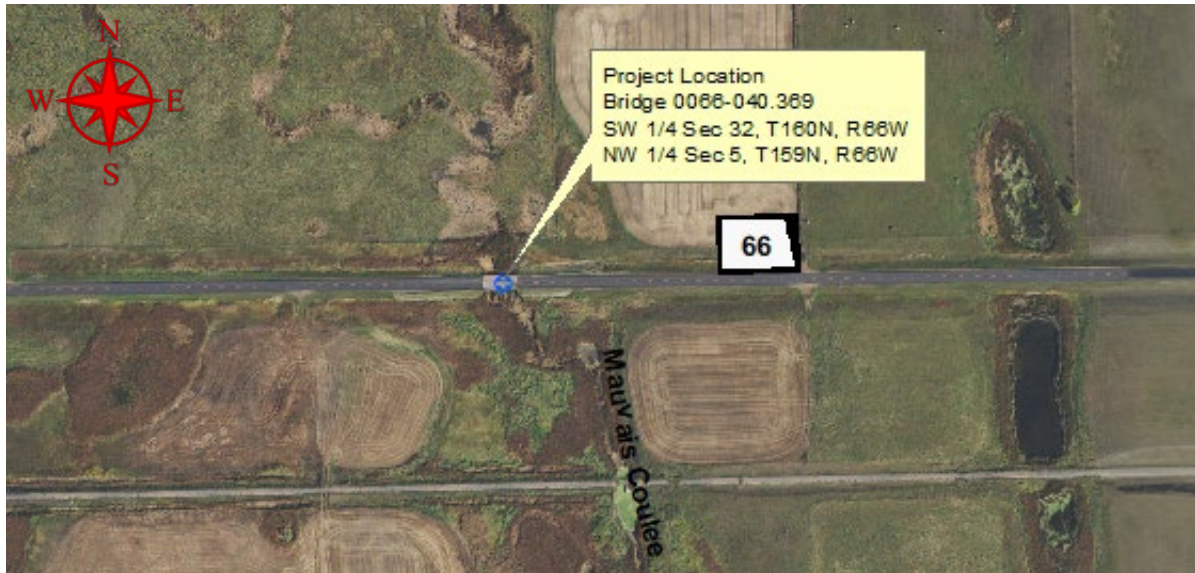 N
W E
S
Project Location
Bridge 0066-040.369
SW 1/4 Sec 32, T160N, R66W
NW 1/4 Sec 5, T159N, R66W
66
Mauvais Coulee